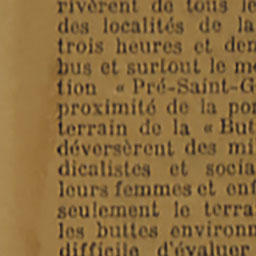 rivèrent de tous le
des localités de la
trois heures et den
bus et surtout le m
tion « Pré-Saint-G
proximité de la po
terrain de la « But
déversèrent des mi
dicalistes et socia
leurs femmes et enf
seulement le terra
les buttes environn
difficile d'évaluer